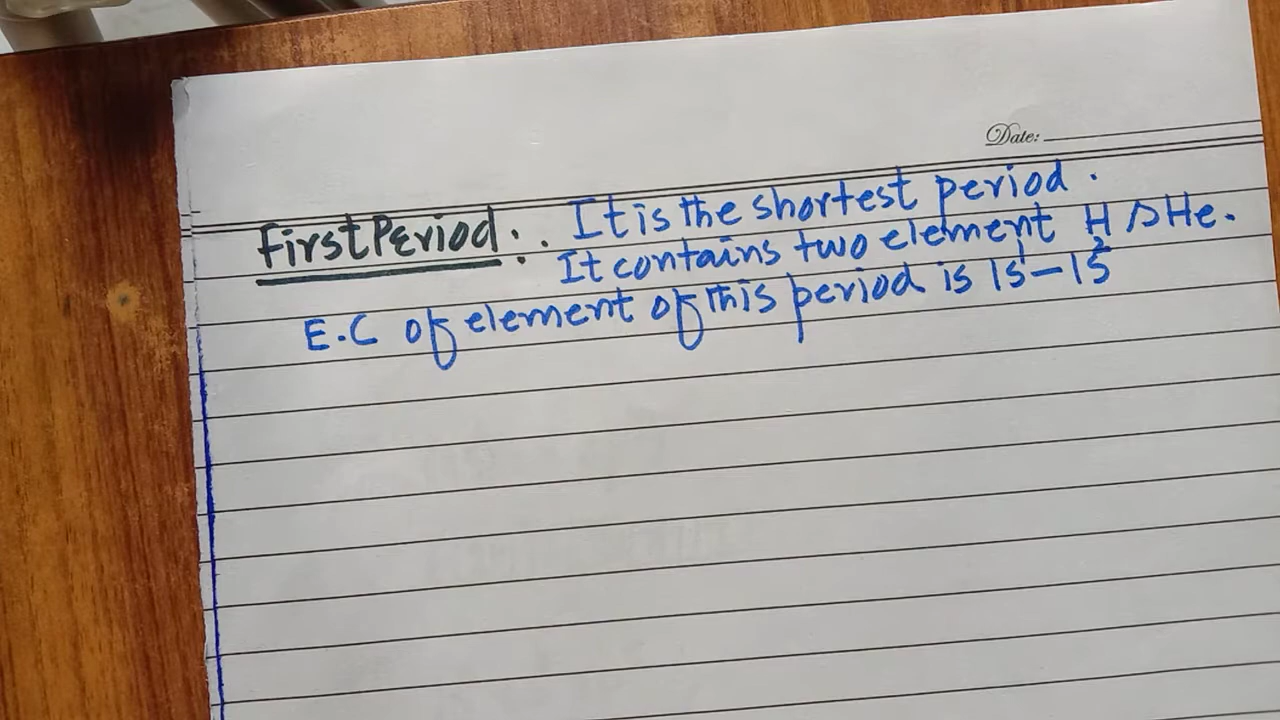 Date:
First Period: . It is the shortest period .
It contains two element H & He.
E.C of element of this period is 1s¹ – 1s²